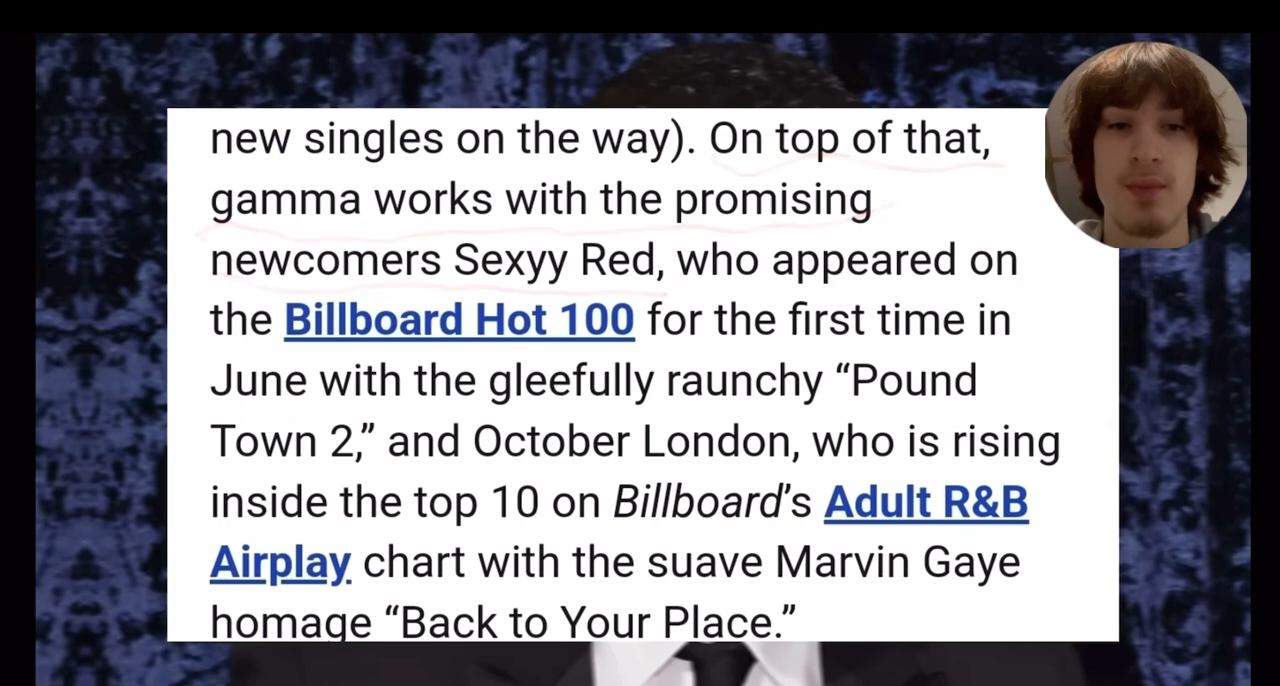 new singles on the way). On top of that,
gamma works with the promising
newcomers Sexyy Red, who appeared on
the Billboard Hot 100 for the first time in
June with the gleefully raunchy “Pound
Town 2,” and October London, who is rising
inside the top 10 on Billboard’s Adult R&B
Airplay chart with the suave Marvin Gaye
homage “Back to Your Place.”